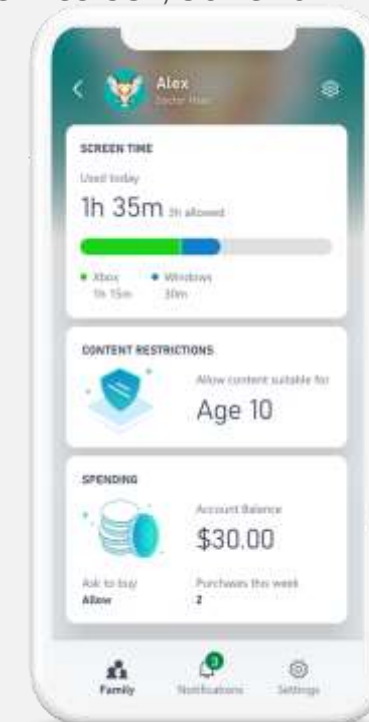 Alex
SCREEN TIME
Used today
1h 35m 3h allowed
Xbox Windows
1h 15m 30m
CONTENT RESTRICTIONS
Allow content suitable for
Age 10
SPENDING
Account Balance
$30.00
Ask to buy Purchases this week
Allow 2
3
Family Notifications Settings